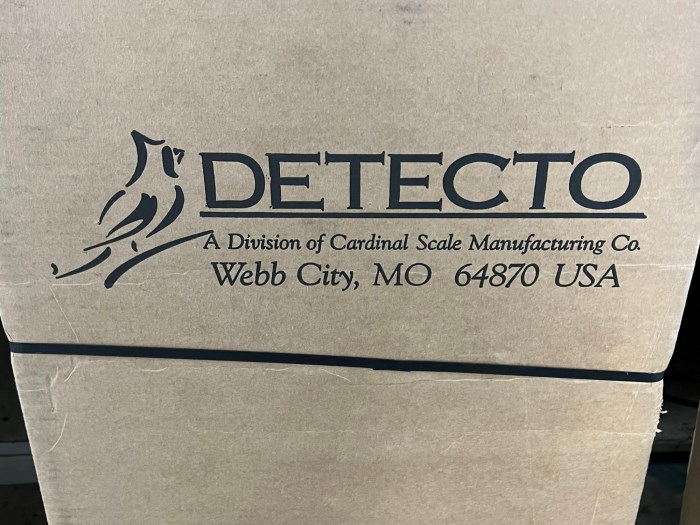 DETECTO
A Division of Cardinal Scale Manufacturing Co.
Webb City, MO 64870 USA